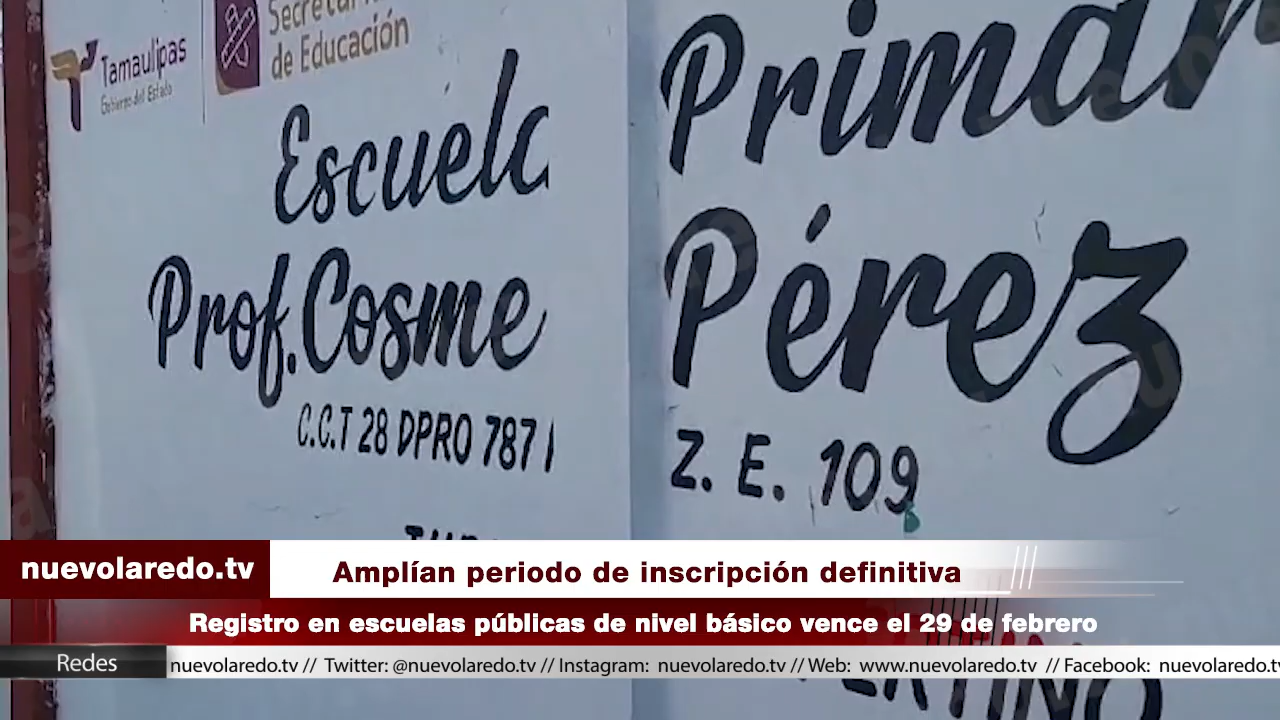 Tamaulipas
Gobierno del Estado
Secretaría
de Educación
Escuela
Primar
Prof. Cosme
Pérez
C.C.T 28 DPRO 787 I
Z. E. 109
nuevolaredo.tv
Amplían periodo de inscripción definitiva
Registro en escuelas públicas de nivel básico vence el 29 de febrero
Redes
nuevolaredo.tv // Twitter: @nuevolaredo.tv // Instagram: nuevolaredo.tv // Web: www.nuevolaredo.tv // Facebook: nuevolaredo.tv